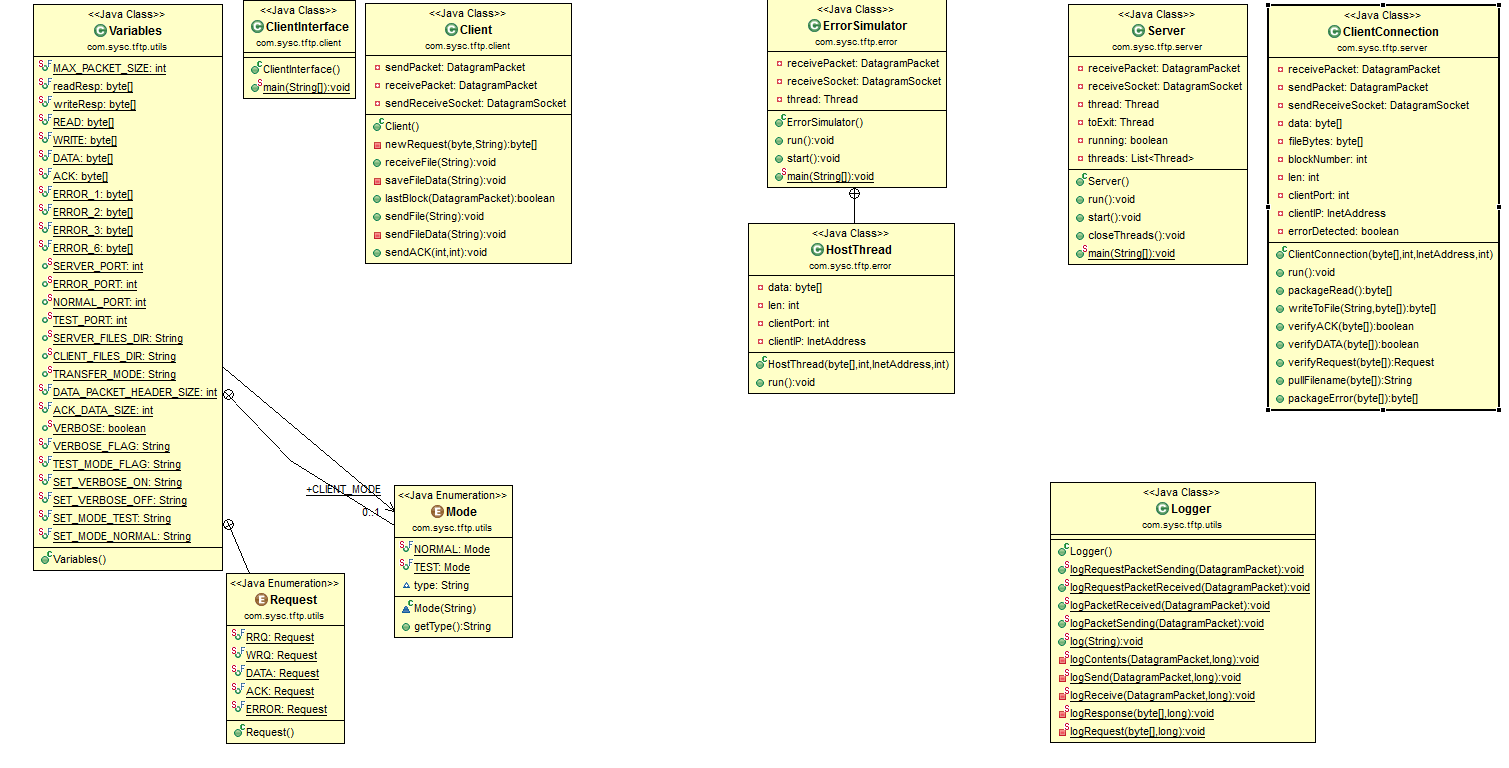 <<Java Class>>
Variables
com.sysc.tftp.utils
MAX_PACKET_SIZE: int
readResp: byte[]
writeResp: byte[]
READ: byte[]
WRITE: byte[]
DATA: byte[]
ACK: byte[]
ERROR_1: byte[]
ERROR_2: byte[]
ERROR_3: byte[]
ERROR_6: byte[]
SERVER_PORT: int
ERROR_PORT: int
NORMAL_PORT: int
TEST_PORT: int
SERVER_FILES_DIR: String
CLIENT_FILES_DIR: String
TRANSFER_MODE: String
DATA_PACKET_HEADER_SIZE: int
ACK_DATA_SIZE: int
VERBOSE: boolean
VERBOSE_FLAG: String
TEST_MODE_FLAG: String
SET_VERBOSE_ON: String
SET_VERBOSE_OFF: String
SET_MODE_TEST: String
SET_MODE_NORMAL: String
Variables()
<<Java Class>>
ClientInterface
com.sysc.tftp.client
ClientInterface()
main(String[]):void
<<Java Class>>
Client
com.sysc.tftp.client
sendPacket: DatagramPacket
receivePacket: DatagramPacket
sendReceiveSocket: DatagramSocket
Client()
newRequest(byte,String):byte[]
receiveFile(String):void
saveFileData(String):void
lastBlock(DatagramPacket):boolean
sendFile(String):void
sendFileData(String):void
sendACK(int,int):void
<<Java Class>>
ErrorSimulator
com.sysc.tftp.error
receivePacket: DatagramPacket
receiveSocket: DatagramSocket
thread: Thread
ErrorSimulator()
run():void
start():void
main(String[]):void
<<Java Class>>
HostThread
com.sysc.tftp.error
data: byte[]
len: int
clientPort: int
clientIP: InetAddress
HostThread(byte[],int,InetAddress,int)
run():void
<<Java Class>>
Server
com.sysc.tftp.server
receivePacket: DatagramPacket
receiveSocket: DatagramSocket
thread: Thread
toExit: Thread
running: boolean
threads: List<Thread>
Server()
run():void
start():void
closeThreads():void
main(String[]):void
<<Java Class>>
ClientConnection
com.sysc.tftp.server
receivePacket: DatagramPacket
sendPacket: DatagramPacket
sendReceiveSocket: DatagramSocket
data: byte[]
fileBytes: byte[]
blockNumber: int
len: int
clientPort: int
clientIP: InetAddress
errorDetected: boolean
ClientConnection(byte[],int,InetAddress,int)
run():void
packageRead():byte[]
writeToFile(String,byte[]):byte[]
verifyACK(byte[]):boolean
verifyDATA(byte[]):boolean
verifyRequest(byte[]):Request
pullFilename(byte[]):String
packageError(byte[]):byte[]
+CLIENT_MODE
0..1
<<Java Enumeration>>
Mode
com.sysc.tftp.utils
NORMAL: Mode
TEST: Mode
type: String
Mode(String)
getType():String
<<Java Enumeration>>
Request
com.sysc.tftp.utils
RRQ: Request
WRQ: Request
DATA: Request
ACK: Request
ERROR: Request
Request()
<<Java Class>>
Logger
com.sysc.tftp.utils
Logger()
logRequestPacketSending(DatagramPacket):void
logRequestPacketReceived(DatagramPacket):void
logPacketReceived(DatagramPacket):void
logPacketSending(DatagramPacket):void
log(String):void
logContents(DatagramPacket,long):void
logSend(DatagramPacket,long):void
logReceive(DatagramPacket,long):void
logResponse(byte[],long):void
logRequest(byte[],long):void